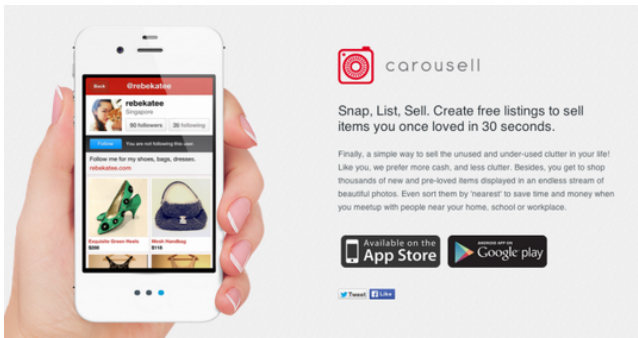 Back
@rebekatee
rebekatee
Singapore
90 followers
36 following
Follow
You are not following this user.
Follow me for my shoes, bags, dresses.
rebekatee.com
Exquisite Green Heels
$200
Mosh Handbag
$118
carousell
Snap, List, Sell. Create free listings to sell
items you once loved in 30 seconds.
Finally, a simple way to sell the unused and under-used clutter in your life!
Like you, we prefer more cash, and less clutter. Besides, you get to shop
thousands of new and pre-loved items displayed in an endless stream of
beautiful photos. Even sort them by 'nearest' to save time and money when
you meetup with people near your home, school or workplace.
Available on the
App Store
ANDROID APP ON
Google play
Tweet
Like